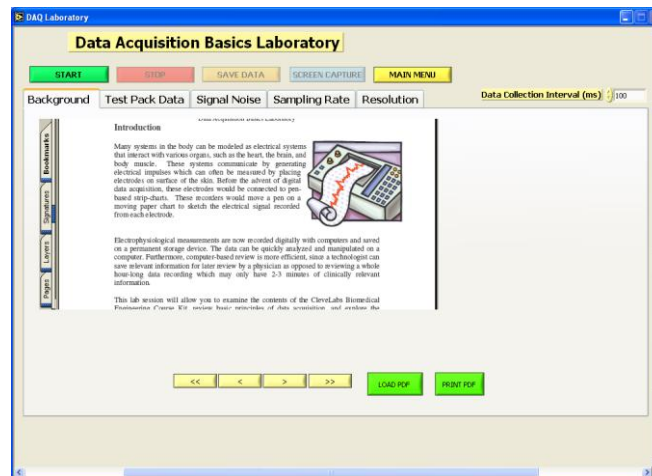 DAQ Laboratory
Data Acquisition Basics Laboratory
START STOP SAVE DATA SCREEN CAPTURE MAIN MENU
Background Test Pack Data Signal Noise Sampling Rate Resolution Data Collection Interval (ms) 100
Bookmarks
Signatures
Layers
Pages
Data Acquisition Basics Laboratory
Introduction
Many systems in the body can be modeled as electrical systems
that interact with various organs, such as the heart, the brain, and
body muscle. These systems communicate by generating
electrical impulses which can often be measured by placing
electrodes on surface of the skin. Before the advent of digital
data acquisition, these electrodes would be connected to pen-
based strip-charts. These recorders would move a pen on a
moving paper chart to sketch the electrical signal recorded
from each electrode.
Electrophysiological measurements are now recorded digitally with computers and saved
on a permanent storage device. The data can be quickly analyzed and manipulated on a
computer. Furthermore, computer-based review is more efficient, since a technologist can
save relevant information for later review by a physician as opposed to reviewing a whole
hour-long data recording which may only have 2-3 minutes of clinically relevant
information.
This lab session will allow you to examine the contents of the CleveLabs Biomedical
Engineering Course Kit, review basic principles of data acquisition, and explore the
<< < > >> LOAD PDF PRINT PDF